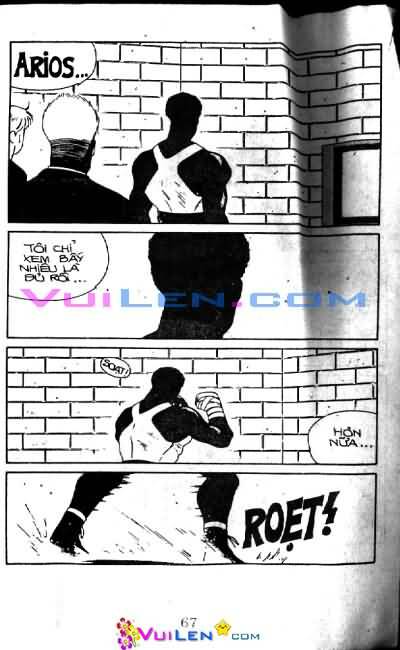 ARIOS...
TÔI CHỈ
XEM BẤY
NHIÊU LÀ
ĐỦ RỒI...
VUILEN.COM
SOẠT!
HƠN
NỮA...
ROẸT!
67
VUILEN.COM